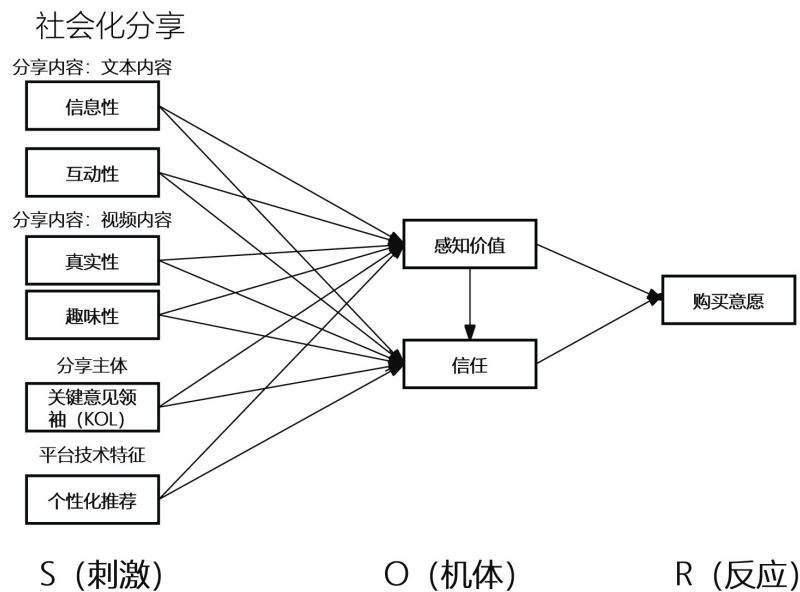 社会化分享
分享内容：文本内容
信息性
互动性
分享内容：视频内容
真实性
趣味性
分享主体
关键意见领
袖（KOL）
平台技术特征
个性化推荐
感知价值
信任
购买意愿
S（刺激）
O（机体）
R（反应）